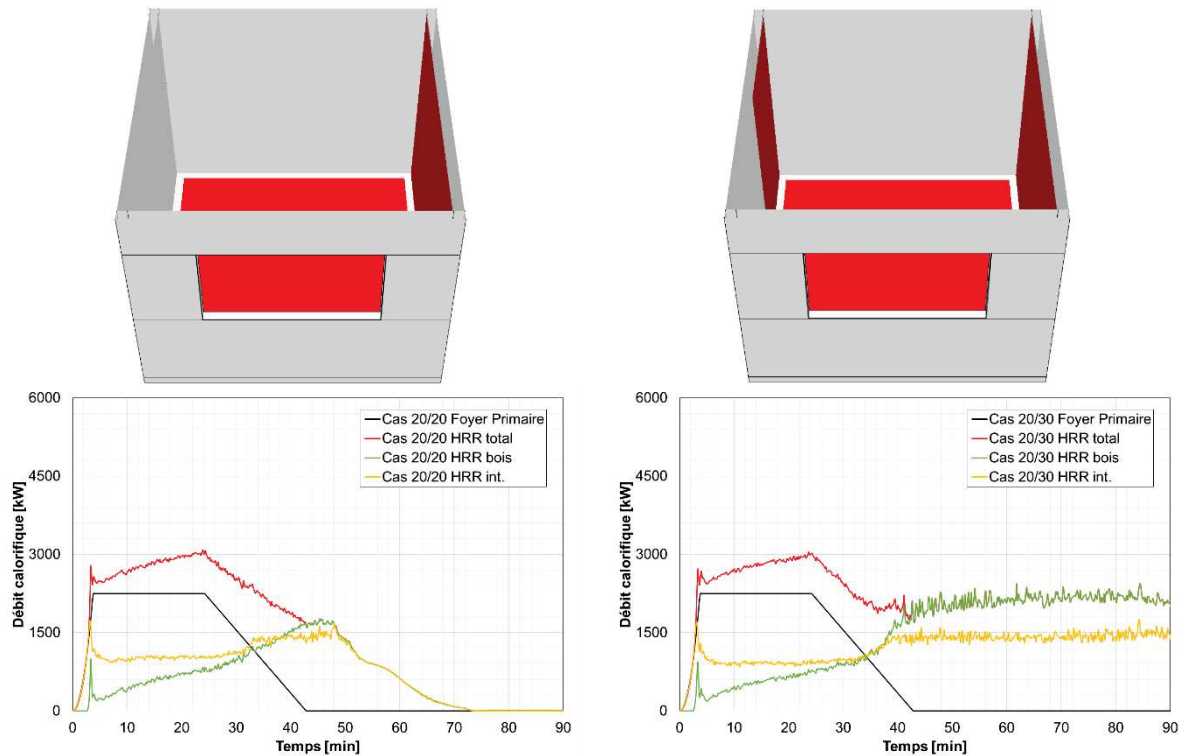 6000
4500
3000
1500
0
Débit calorifique [kW]
Cas 20/20 Foyer Primaire
Cas 20/20 HRR total
Cas 20/20 HRR bois
Cas 20/20 HRR int.
0 10 20 30 40 50 60 70 80 90
Temps [min]
6000
4500
3000
1500
0
Débit calorifique [kW]
Cas 20/30 Foyer Primaire
Cas 20/30 HRR total
Cas 20/30 HRR bois
Cas 20/30 HRR int.
0 10 20 30 40 50 60 70 80 90
Temps [min]